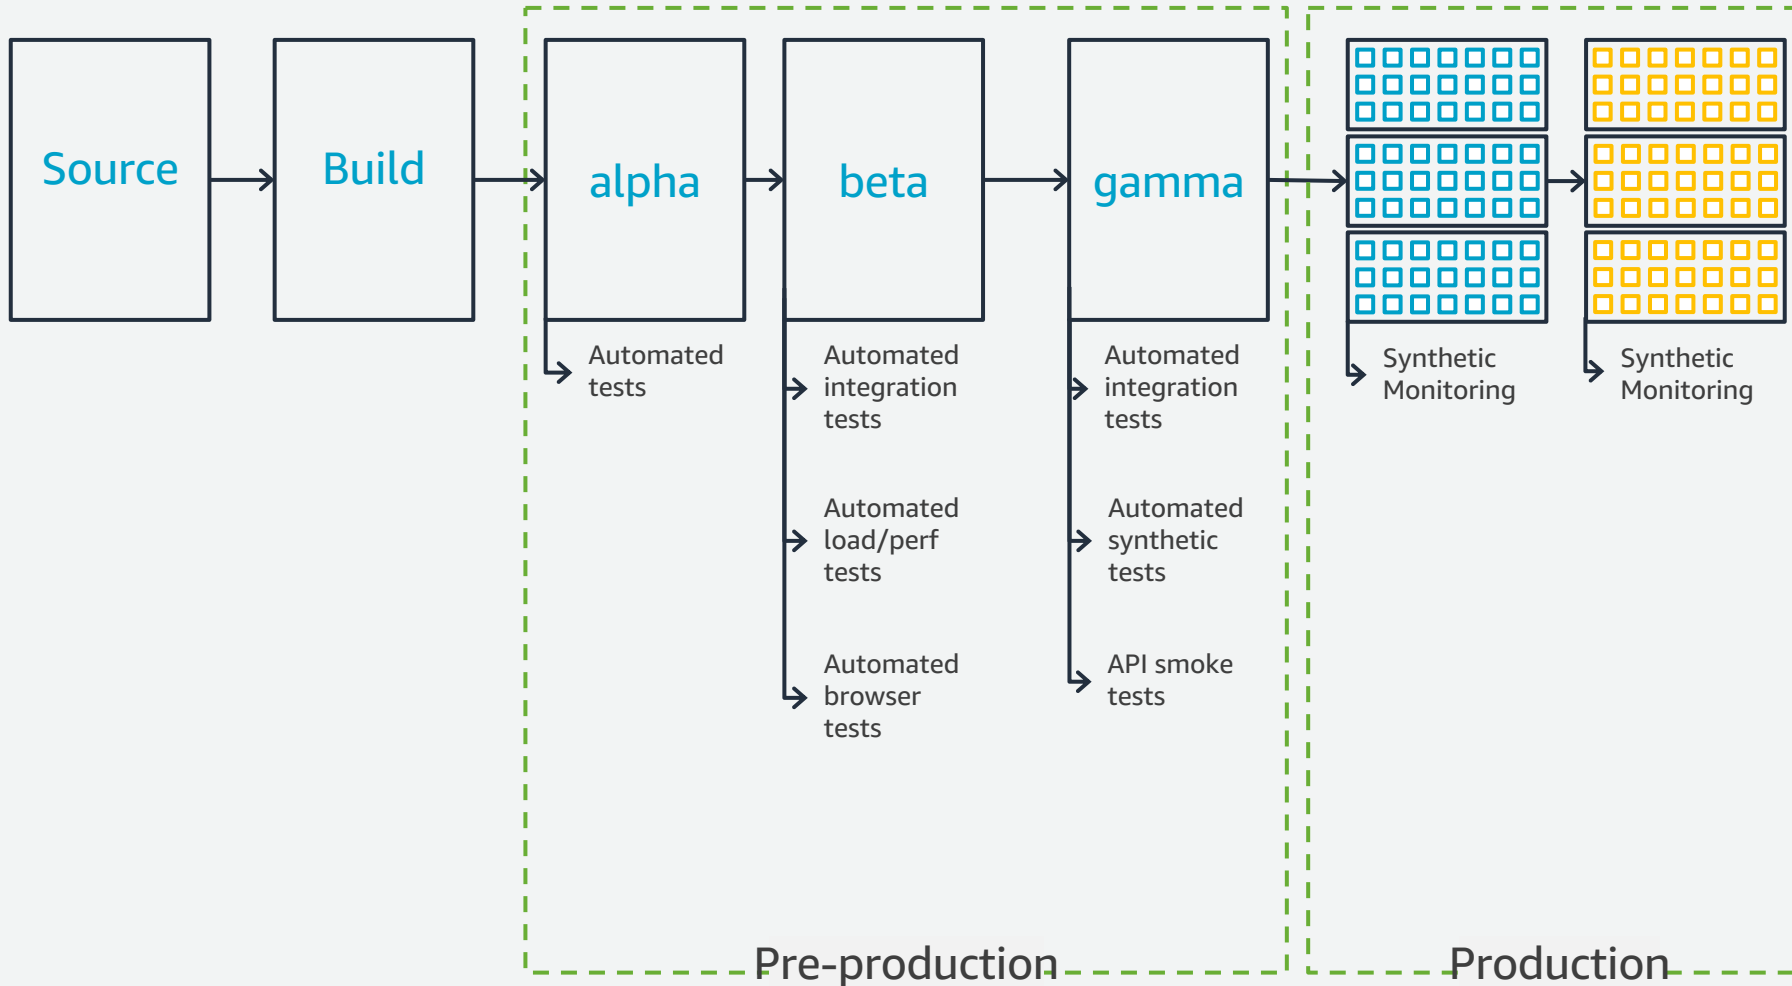 Source
Build
alpha
beta
gamma
Automated
tests
Automated
integration
tests
Automated
load/perf
tests
Automated
browser
tests
Automated
integration
tests
Automated
synthetic
tests
API smoke
tests
Synthetic
Monitoring
Synthetic
Monitoring
Pre-production
Production